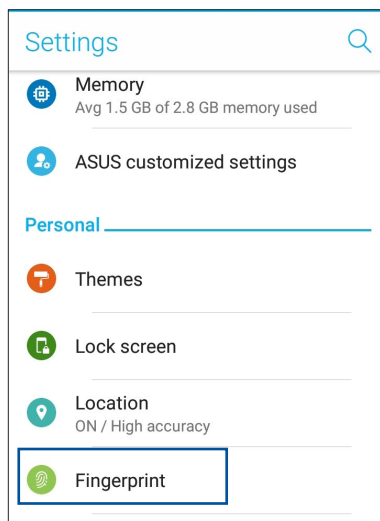 Settings
Memory
Avg 1.5 GB of 2.8 GB memory used
ASUS customized settings
Personal
Themes
Lock screen
Location
ON / High accuracy
Fingerprint